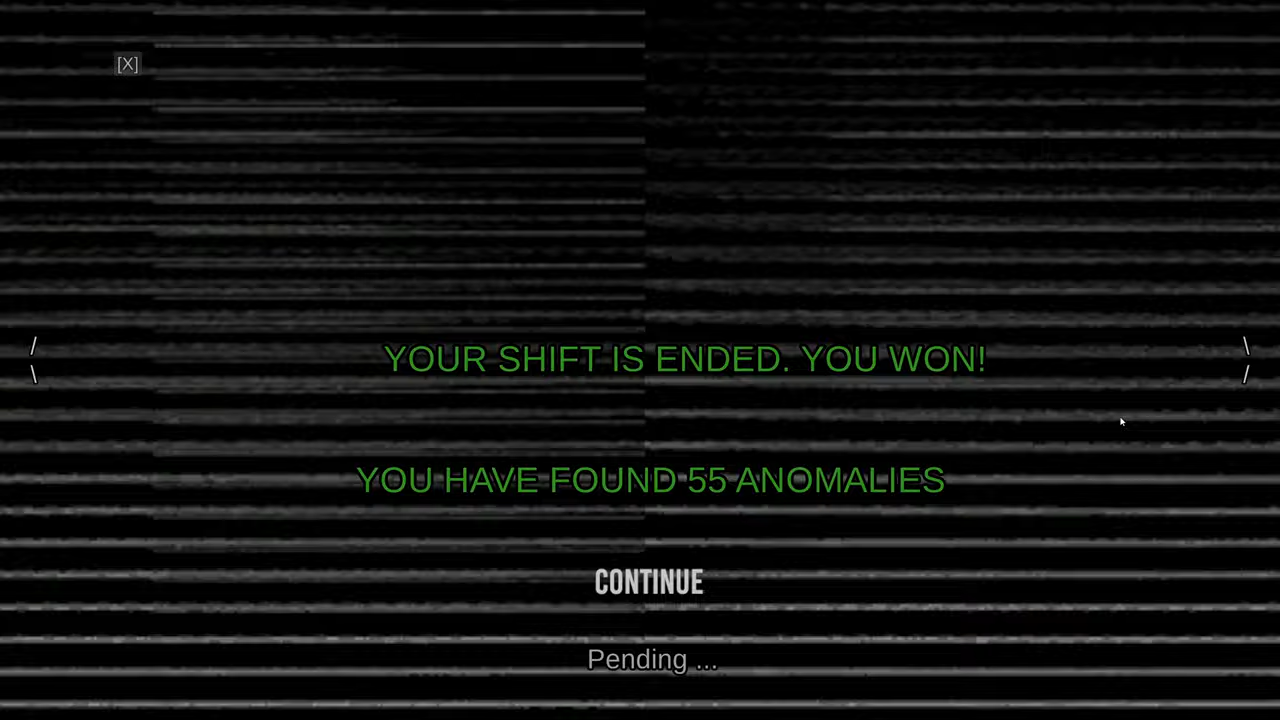 [X]
/ \
YOUR SHIFT IS ENDED. YOU WON!
\ /
YOU HAVE FOUND 55 ANOMALIES
CONTINUE
Pending ...